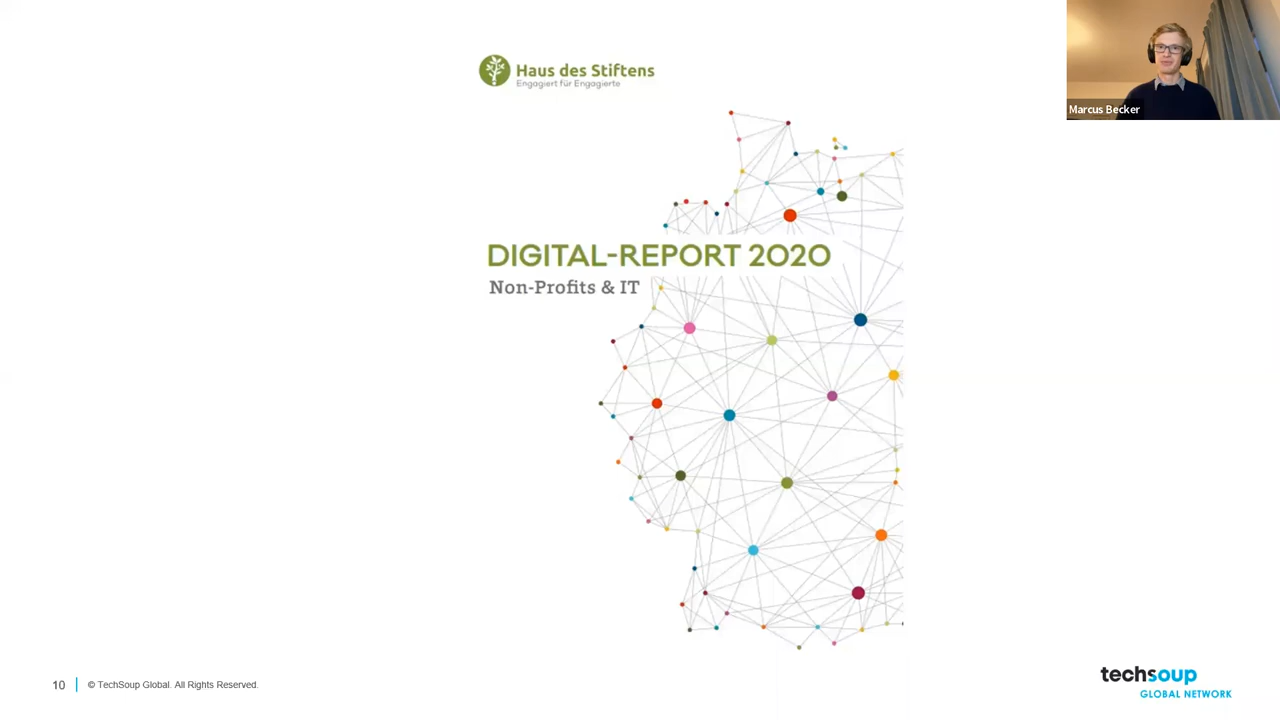 Haus des Stiftens
Engagiert für Engagierte
Marcus Becker
DIGITAL-REPORT 2020
Non-Profits & IT
10
© TechSoup Global. All Rights Reserved.
techsoup
GLOBAL NETWORK